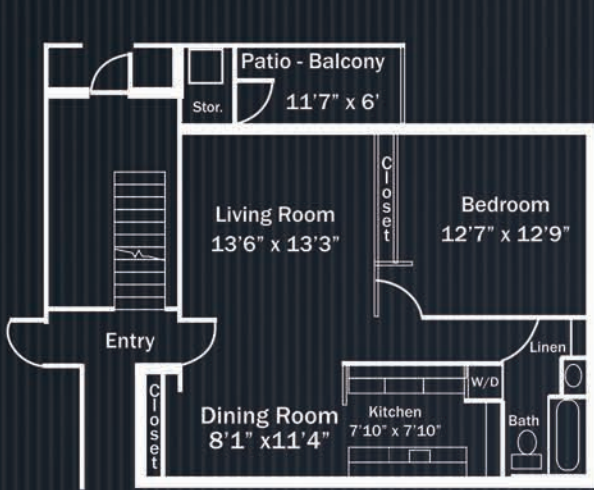 Patio - Balcony
11'7" x 6'
Stor.
Closet
Living Room
13'6" x 13'3"
Bedroom
12'7" x 12'9"
Entry
Linen
W/D
Closet
Dining Room
8'1" x11'4"
Kitchen
7'10" x 7'10"
Bath